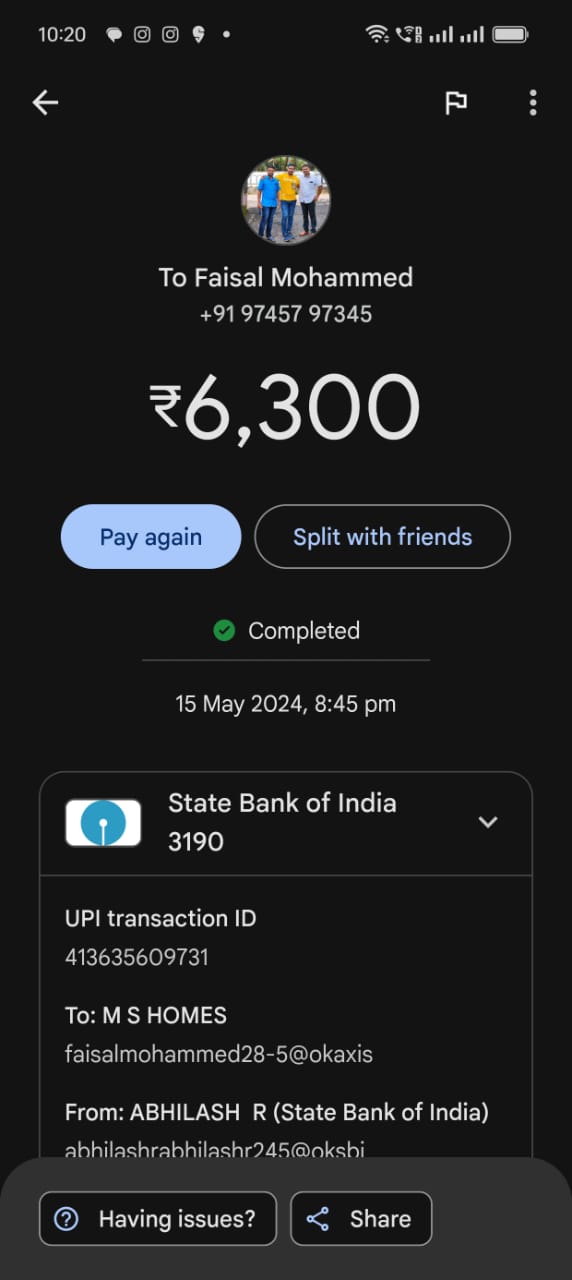 10:20
To Faisal Mohammed
+91 97457 97345
₹6,300
Pay again
Split with friends
Completed
15 May 2024, 8:45 pm
State Bank of India
3190
UPI transaction ID
413635609731
To: M S HOMES
faisalmohammed28-5@okaxis
From: ABHILASH  R (State Bank of India)
abhilashrabhilashr245@oksbi
Having issues?
Share